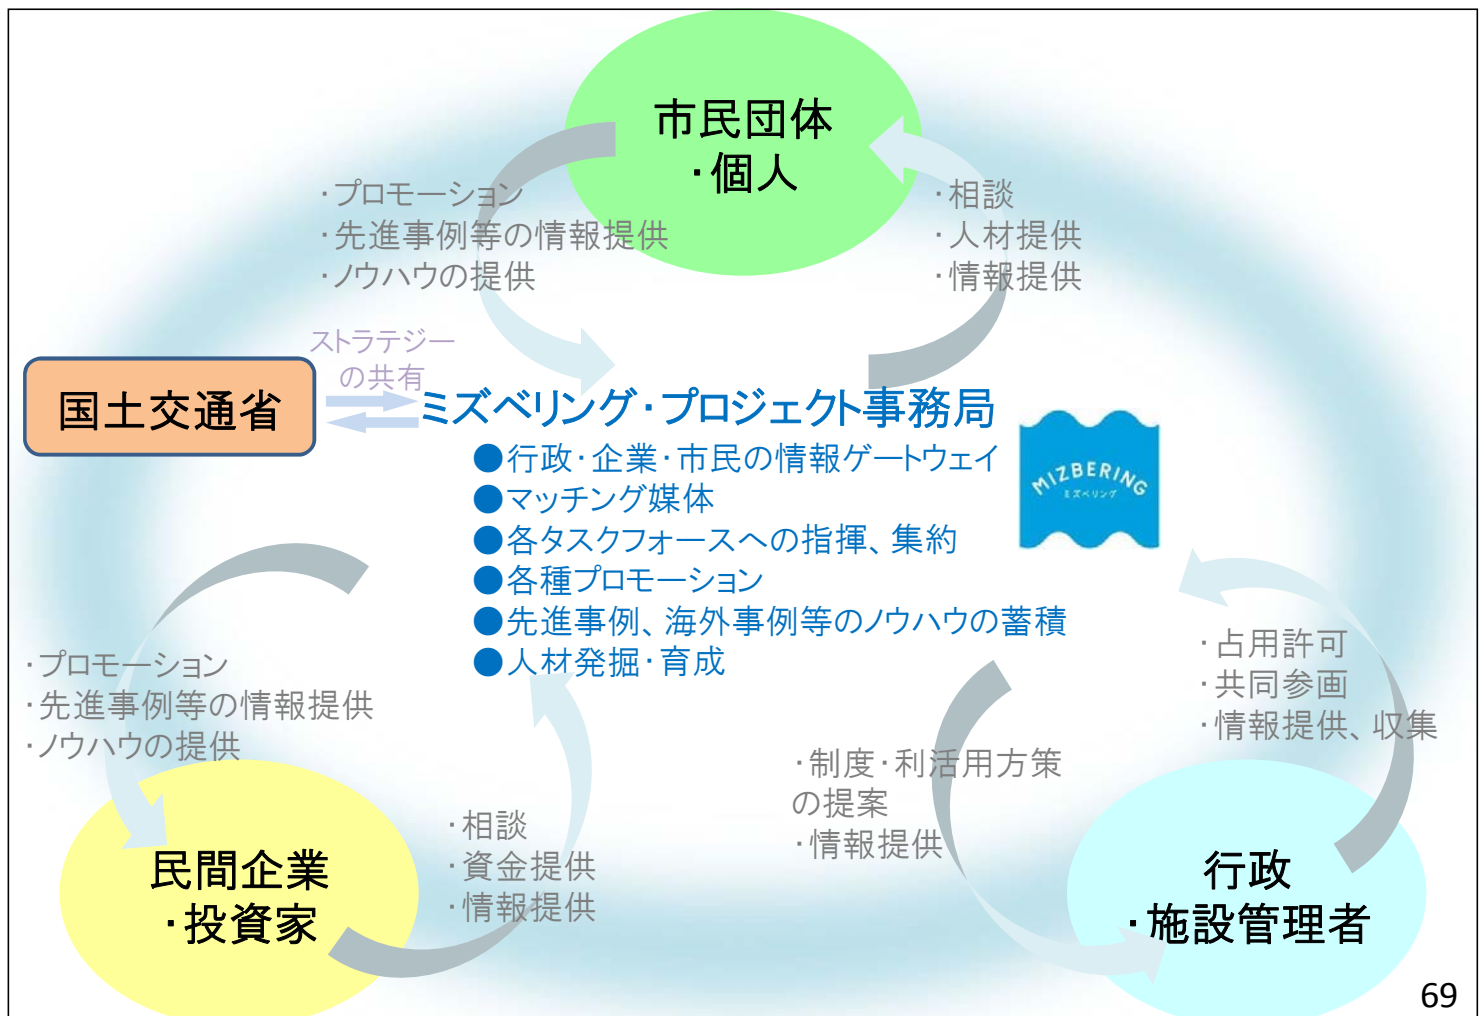 市民団体
・個人
・プロモーション
・先進事例等の情報提供
・ノウハウの提供
・相談
・人材提供
・情報提供
ストラテジー
の共有
国土交通省
ミズベリング・プロジェクト事務局
●行政・企業・市民の情報ゲートウェイ
●マッチング媒体
●各タスクフォースへの指揮、集約
●各種プロモーション
●先進事例、海外事例等のノウハウの蓄積
●人材発掘・育成
MIZBERING
ミズベリング
・プロモーション
・先進事例等の情報提供
・ノウハウの提供
・占用許可
・共同参画
・情報提供、収集
・制度・利活用方策
の提案
・情報提供
・相談
・資金提供
・情報提供
民間企業
・投資家
行政
・施設管理者
69